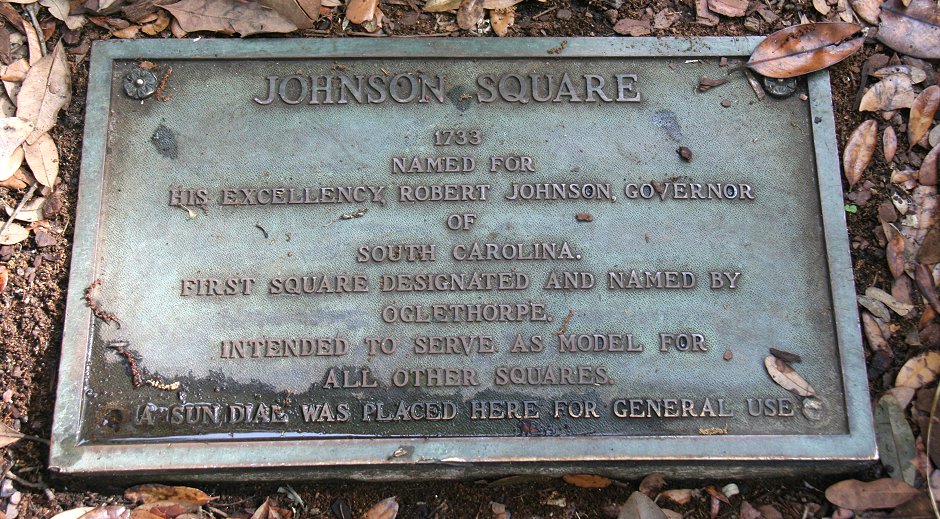 JOHNSON SQUARE
1733
NAMED FOR
HIS EXCELLENCY, ROBERT JOHNSON, GOVERNOR
OF
SOUTH CAROLINA.
FIRST SQUARE DESIGNATED AND NAMED BY
OGLETHORPE.
INTENDED TO SERVE AS MODEL FOR
ALL OTHER SQUARES.
A SUN DIAL WAS PLACED HERE FOR GENERAL USE